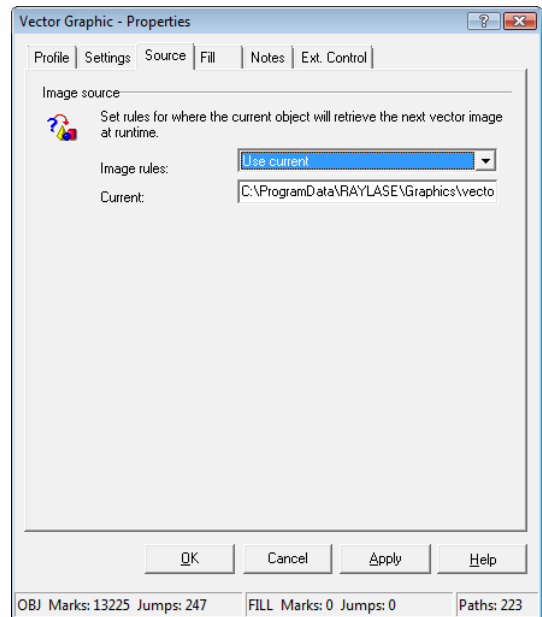 Vector Graphic - Properties
Profile Settings Source Fill Notes Ext. Control
Image source
Set rules for where the current object will retrieve the next vector image
at runtime.
Image rules: Use current
Current: C:\ProgramData\RAYLASE\Graphics\vecto
OK Cancel Apply Help
OBJ Marks: 13225 Jumps: 247 FILL Marks: 0 Jumps: 0 Paths: 223